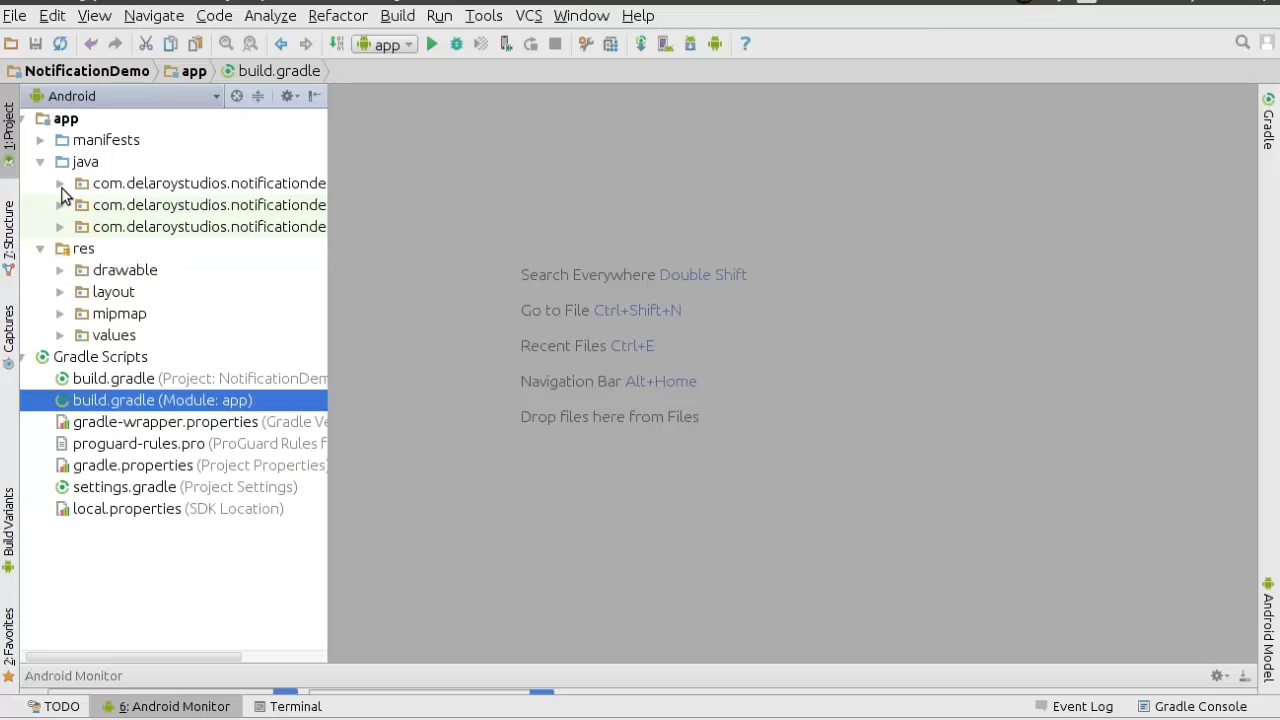 File Edit View Navigate Code Analyze Refactor Build Run Tools VCS Window Help
app
NotificationDemo app build.gradle
Android
1: Project
7: Structure
Captures
Build Variants
2: Favorites
app
manifests
java
com.delaroystudios.notificationde
com.delaroystudios.notificationde
com.delaroystudios.notificationde
res
drawable
layout
mipmap
values
Gradle Scripts
build.gradle (Project: NotificationDem
build.gradle (Module: app)
gradle-wrapper.properties (Gradle Ve
proguard-rules.pro (ProGuard Rules f
gradle.properties (Project Properties)
settings.gradle (Project Settings)
local.properties (SDK Location)
Search Everywhere Double Shift
Go to File Ctrl+Shift+N
Recent Files Ctrl+E
Navigation Bar Alt+Home
Drop files here from Files
Gradle
Android Model
Android Monitor
TODO 6: Android Monitor Terminal Event Log Gradle Console